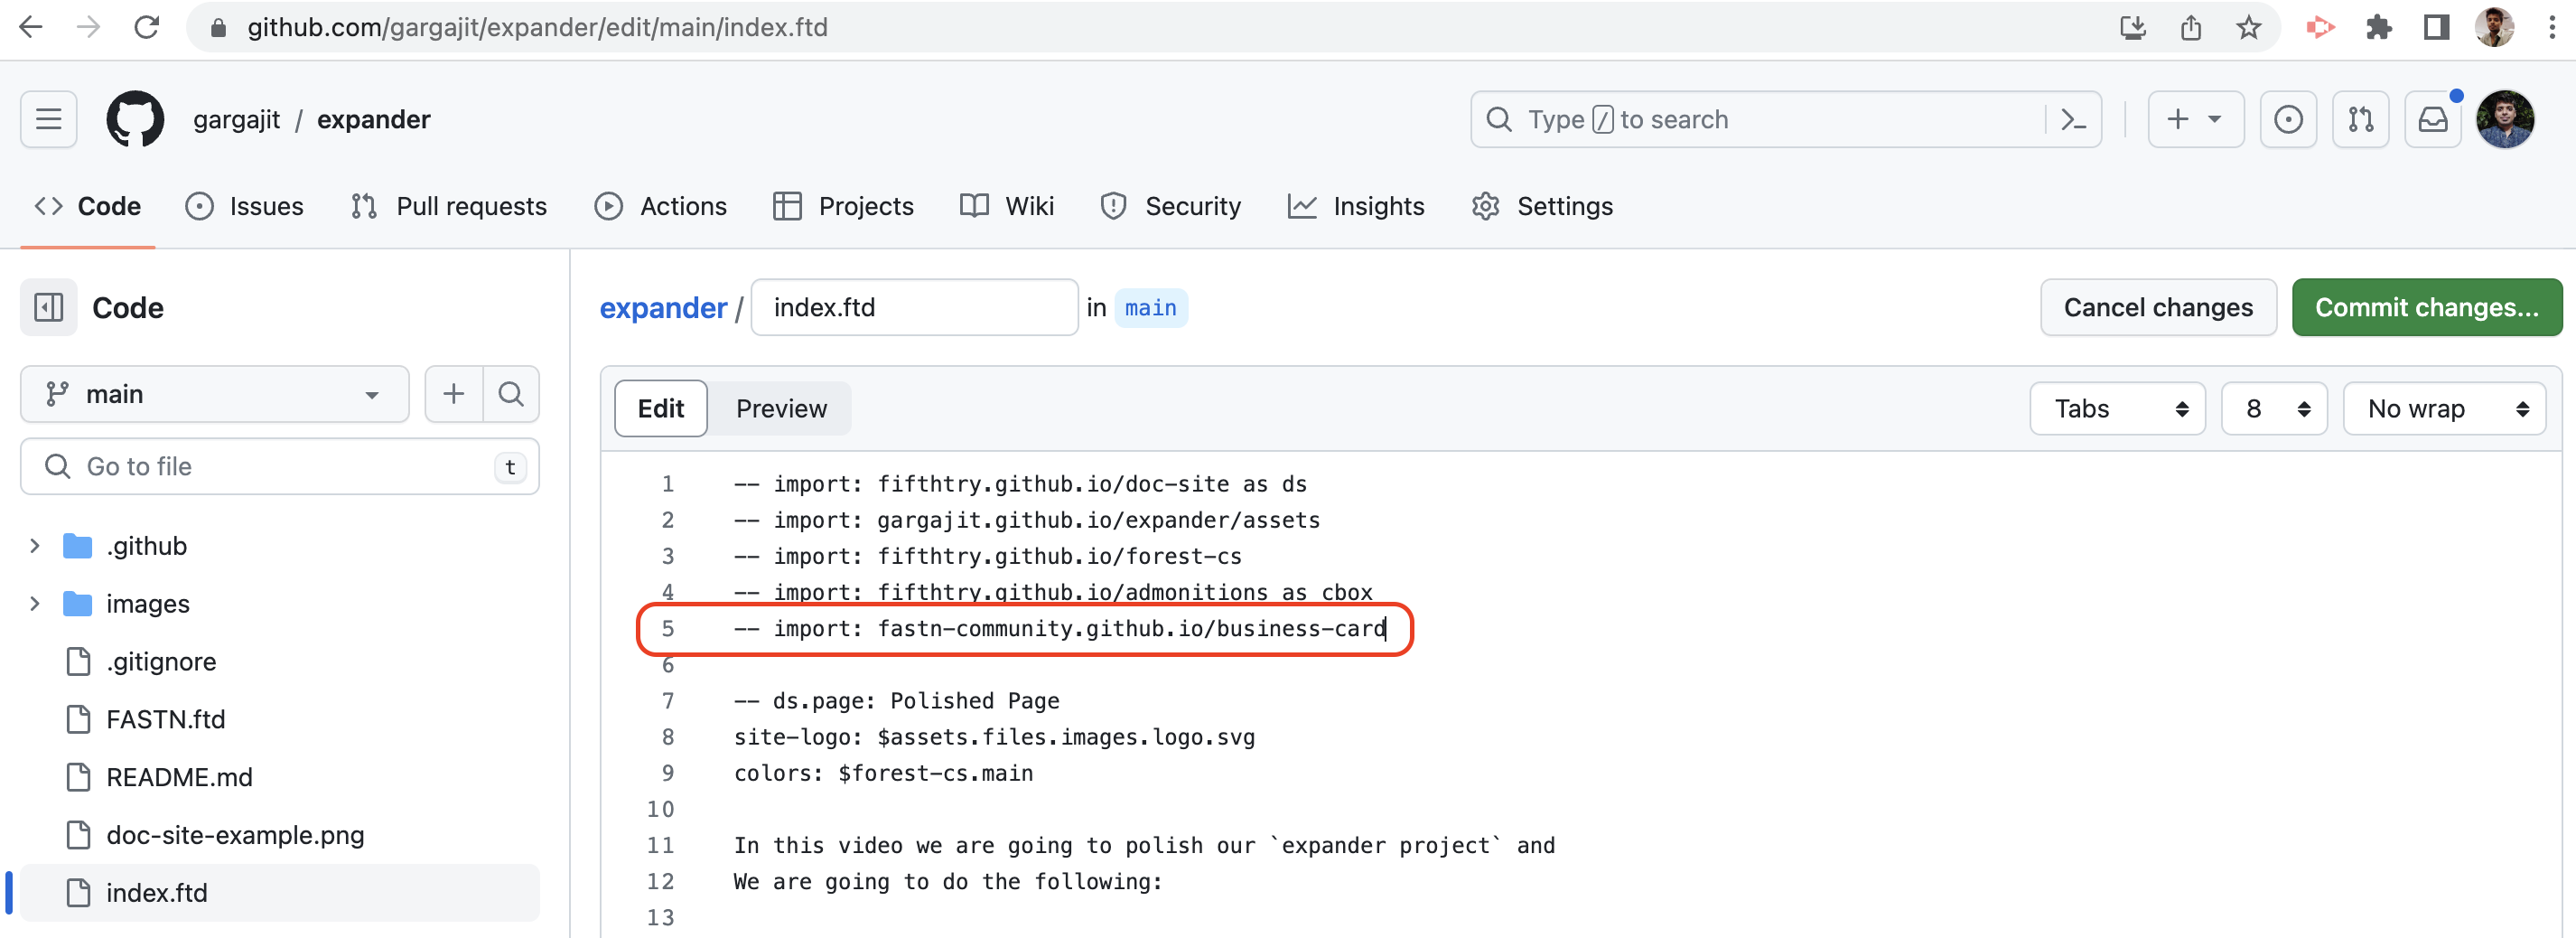 github.com/gargajit/expander/edit/main/index.ftd
gargajit / expander
Type / to search
Code
Issues
Pull requests
Actions
Projects
Wiki
Security
Insights
Settings
Code
main
Go to file
t
.github
images
.gitignore
FASTN.ftd
README.md
doc-site-example.png
index.ftd
expander / index.ftd in main
Cancel changes
Commit changes...
Edit
Preview
Tabs
8
No wrap
1 -- import: fifthtry.github.io/doc-site as ds
2 -- import: gargajit.github.io/expander/assets
3 -- import: fifthtry.github.io/forest-cs
4 -- import: fifthtry.github.io/admonitions as cbox
5 -- import: fastn-community.github.io/business-card
6
7 -- ds.page: Polished Page
8 site-logo: $assets.files.images.logo.svg
9 colors: $forest-cs.main
10
11 In this video we are going to polish our `expander project` and
12 We are going to do the following:
13